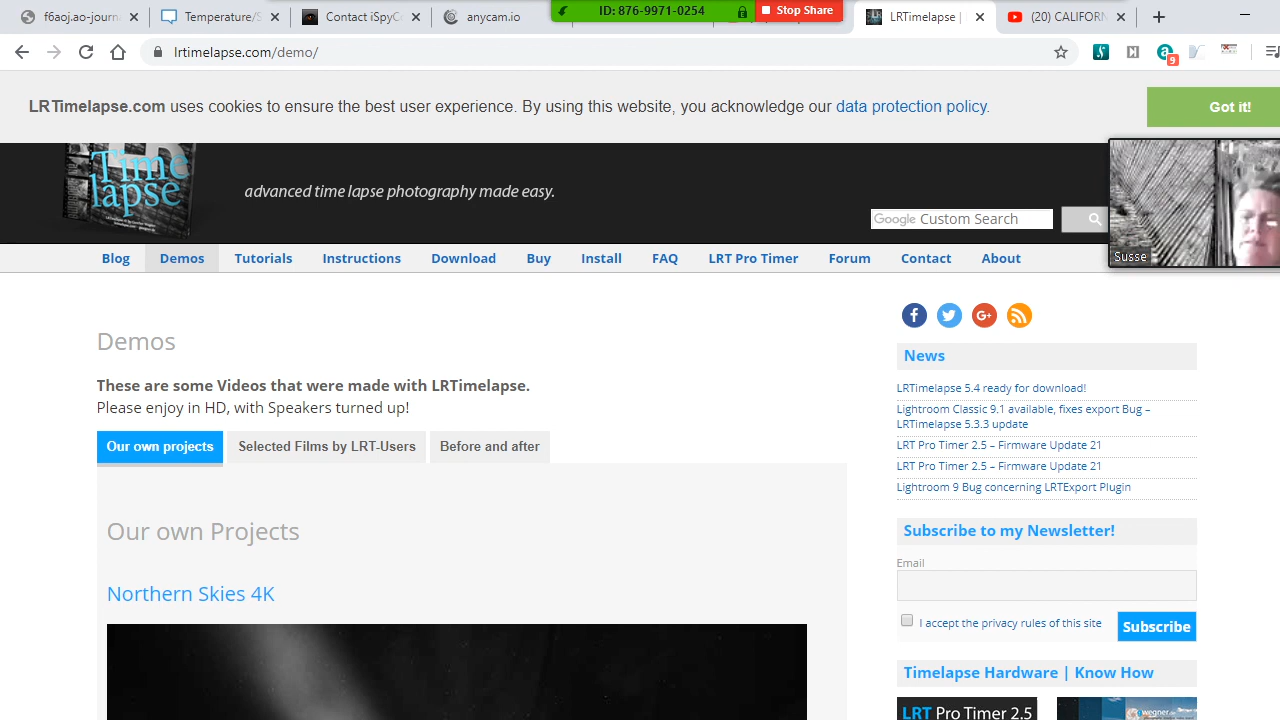 f6aoj.ao-journ
Temperature/S
Contact iSpyC
anycam.io
ID: 876-9971-0254
Stop Share
LRTimelapse |
(20) CALIFORN
lrtimelapse.com/demo/
9
LRTimelapse.com uses cookies to ensure the best user experience. By using this website, you acknowledge our data protection policy.
Got it!
Time
lapse
advanced time lapse photography made easy.
Google Custom Search
Susse
Blog
Demos
Tutorials
Instructions
Download
Buy
Install
FAQ
LRT Pro Timer
Forum
Contact
About
Demos
These are some Videos that were made with LRTimelapse.
Please enjoy in HD, with Speakers turned up!
Our own projects
Selected Films by LRT-Users
Before and after
Our own Projects
Northern Skies 4K
News
LRTimelapse 5.4 ready for download!
Lightroom Classic 9.1 available, fixes export Bug –
LRTimelapse 5.3.3 update
LRT Pro Timer 2.5 – Firmware Update 21
LRT Pro Timer 2.5 – Firmware Update 21
Lightroom 9 Bug concerning LRTExport Plugin
Subscribe to my Newsletter!
Email
I accept the privacy rules of this site
Subscribe
Timelapse Hardware | Know How
LRT Pro Timer 2.5
gwegner.de